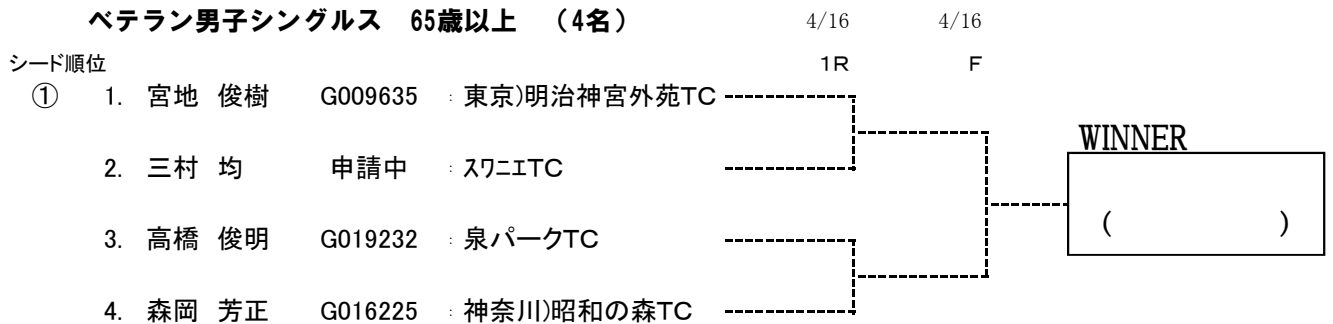 ベテラン男子シングルス 65歳以上 (4名) 4/16 4/16
シード順位 1R F
① 1. 宮地 俊樹 G009635 : 東京)明治神宮外苑TC
WINNER
2. 三村 均 申請中 : スワニエTC
3. 高橋 俊明 G019232 : 泉パークTC
( )
4. 森岡 芳正 G016225 : 神奈川)昭和の森TC